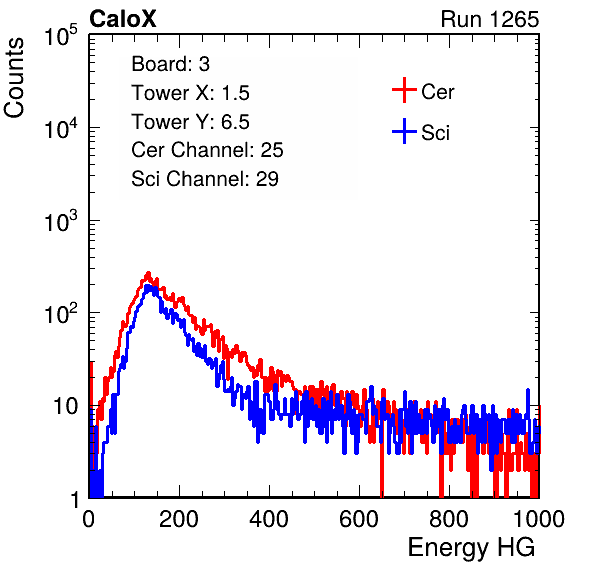 CaloX Run 1265
Counts
10^5
10^4
10^3
10^2
10
1
Board: 3
Tower X: 1.5
Tower Y: 6.5
Cer Channel: 25
Sci Channel: 29
Cer
Sci
0 200 400 600 800 1000
Energy HG